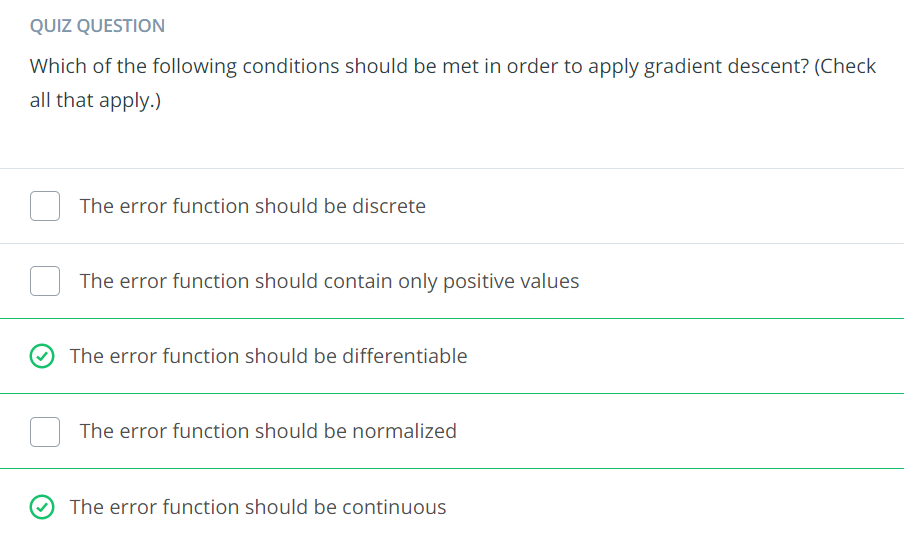 QUIZ QUESTION
Which of the following conditions should be met in order to apply gradient descent? (Check
all that apply.)
The error function should be discrete
The error function should contain only positive values
The error function should be differentiable
The error function should be normalized
The error function should be continuous